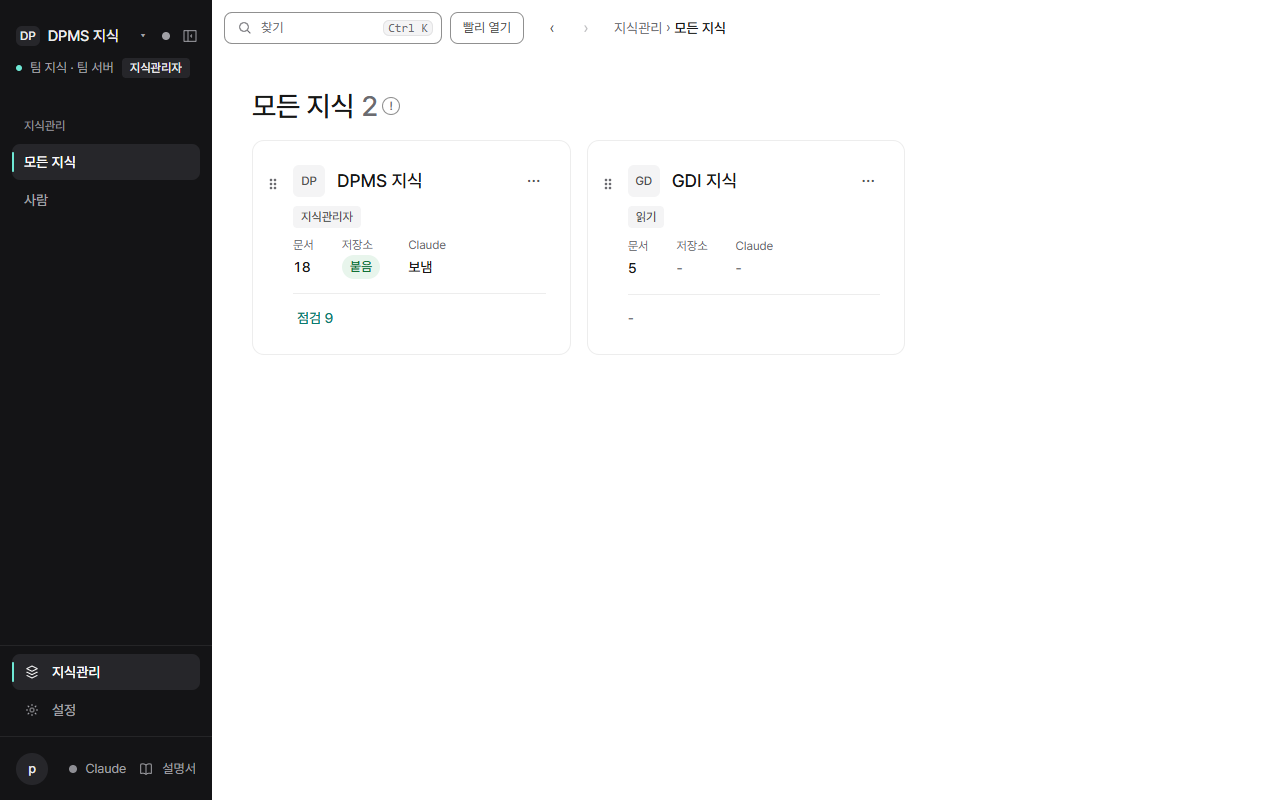 DP DPMS 지식
팀 지식 · 팀 서버 지식관리자
지식관리
모든 지식
사람
지식관리
설정
p Claude 설명서
찾기 Ctrl K 빨리 열기 ‹ › 지식관리 › 모든 지식
모든 지식 2 !
DP DPMS 지식 ···
지식관리자
문서 저장소 Claude
18 붙음 보냄
점검 9
GD GDI 지식 ···
읽기
문서 저장소 Claude
5 - -
-